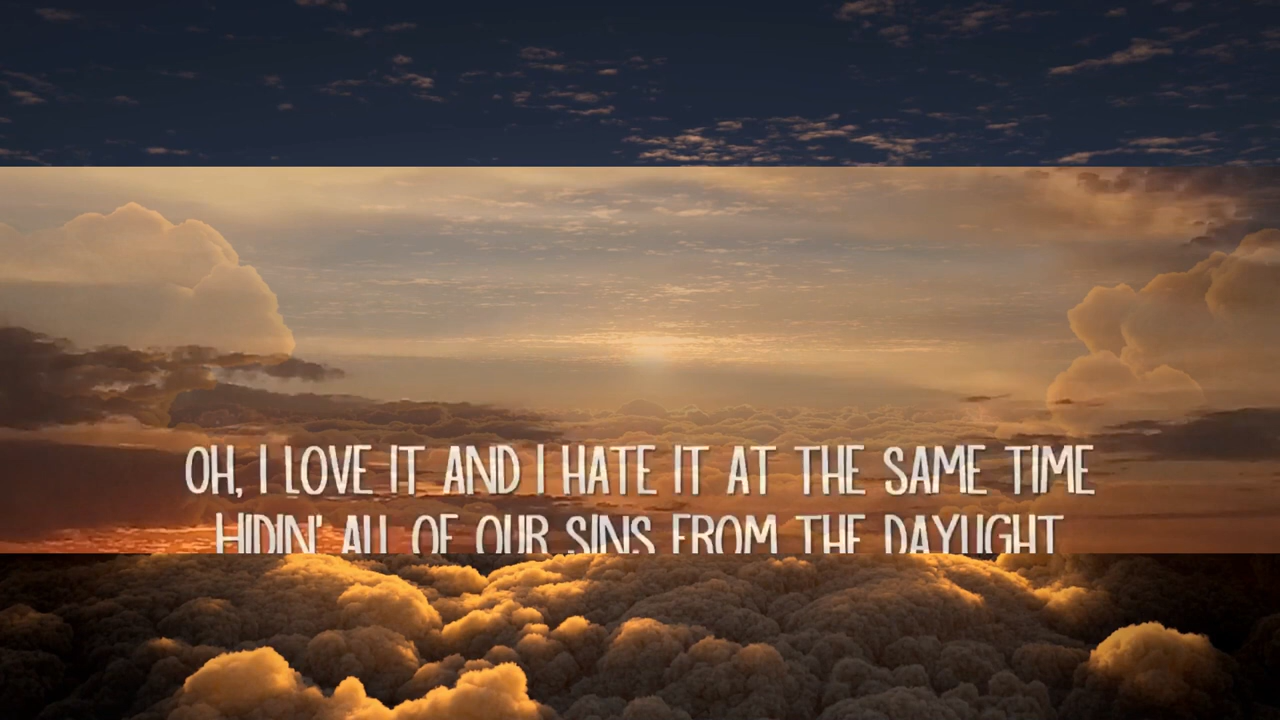 OH, I LOVE IT AND I HATE IT AT THE SAME TIME
HIDIN' ALL OF OUR SINS FROM THE DAYLIGHT